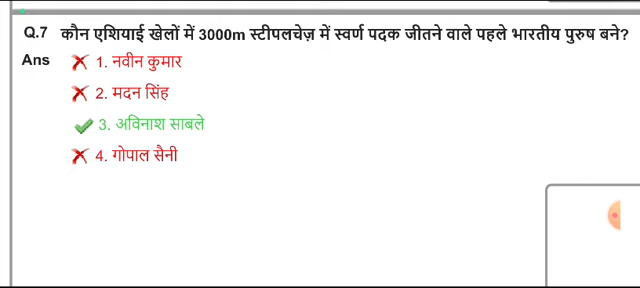 Q.7 कौन एशियाई खेलों में 3000m स्टीपलचेज़ में स्वर्ण पदक जीतने वाले पहले भारतीय पुरुष बने?
Ans 1. नवीन कुमार
2. मदन सिंह
3. अविनाश साबले
4. गोपाल सैनी